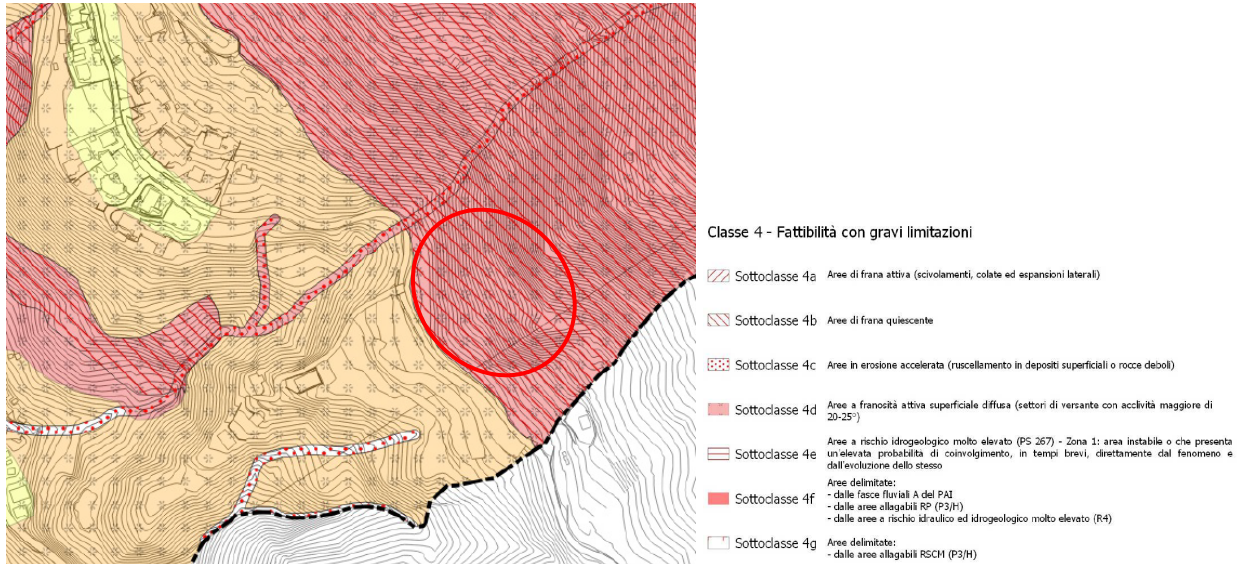 Classe 4 - Fattibilità con gravi limitazioni
Sottoclasse 4a Aree di frana attiva (scivolamenti, colate ed espansioni laterali)
Sottoclasse 4b Aree di frana quiescente
Sottoclasse 4c Aree in erosione accelerata (ruscellamento in depositi superficiali o rocce deboli)
Sottoclasse 4d Aree a franosità attiva superficiale diffusa (settori di versante con acclività maggiore di
20-25°)
Sottoclasse 4e Aree a rischio idrogeologico molto elevato (PS 267) - Zona 1: area instabile o che presenta
un'elevata probabilità di coinvolgimento, in tempi brevi, direttamente dal fenomeno e
dall'evoluzione dello stesso
Sottoclasse 4f Aree delimitate:
- dalle fasce fluviali A del PAI
- dalle aree allagabili RP (P3/H)
- dalle aree a rischio idraulico ed idrogeologico molto elevato (R4)
Sottoclasse 4g Aree delimitate:
- dalle aree allagabili RSCM (P3/H)